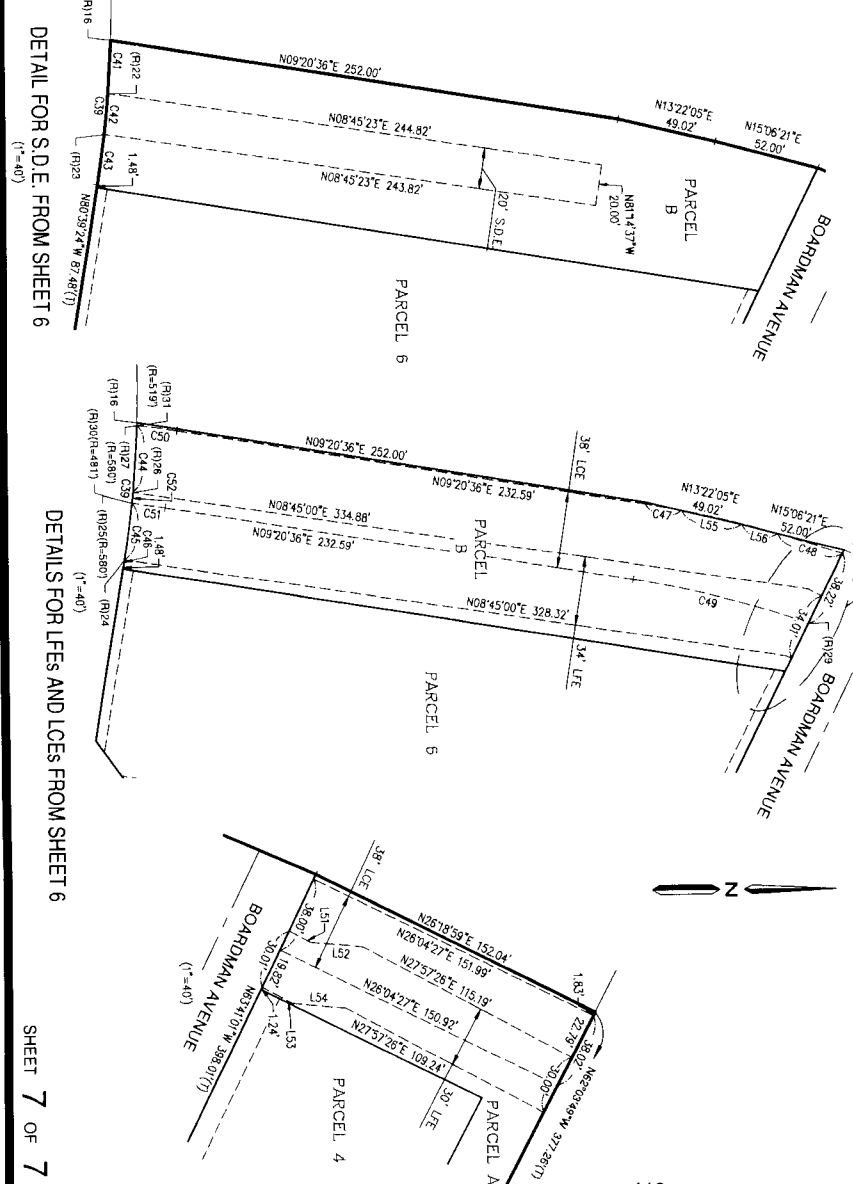 (R)16
C41
(R)22
C39
C42
(R)23
C43
1.48'
N80°39'24"W 87.48'(T)
N09°20'36"E 252.00'
N13°22'05"E
49.02'
N15°06'21"E
52.00'
N08°45'23"E 244.82'
N08°45'23"E 243.82'
20' S.D.E.
N81°14'37"W
20.00'
PARCEL
B
BOARDMAN AVENUE
PARCEL 6
DETAIL FOR S.D.E. FROM SHEET 6
(1"=40')
(R)31
(R=519')
(R)16
C50
C44
(R)26
(R)27
(R=580')
C39
C52
C51
(R)30(R=481')
C45
C46
1.48'
(R)25(R=580')
(R)24
N09°20'36"E 252.00'
N09°20'36"E 232.59'
38' LCE
N13°22'05"E
49.02'
N15°06'21"E
52.00'
C47
L55
L56
C48
N08°45'00"E 334.88'
N09°20'36"E 232.59'
PARCEL
B
C49
N08°45'00"E 328.32'
34' LFE
38.22'
34.01'
(R)29
BOARDMAN AVENUE
PARCEL 6
DETAILS FOR LFEs AND LCEs FROM SHEET 6
(1"=40')
N
38' LCE
N26°18'59"E 152.04'
N26°04'27"E 151.99'
N27°57'26"E 115.19'
N26°04'27"E 150.92'
N27°57'26"E 109.24'
30' LFE
1.83'
22.79'
38.02'
30.00'
N62°03'49"W 377.26'(T)
38.00'
L51
L52
30.01'
19.82'
L54
L53
1.24'
N63°41'01"W 398.01'(T)
BOARDMAN AVENUE
PARCEL 4
PARCEL A
(1"=40')
SHEET 7 OF 7